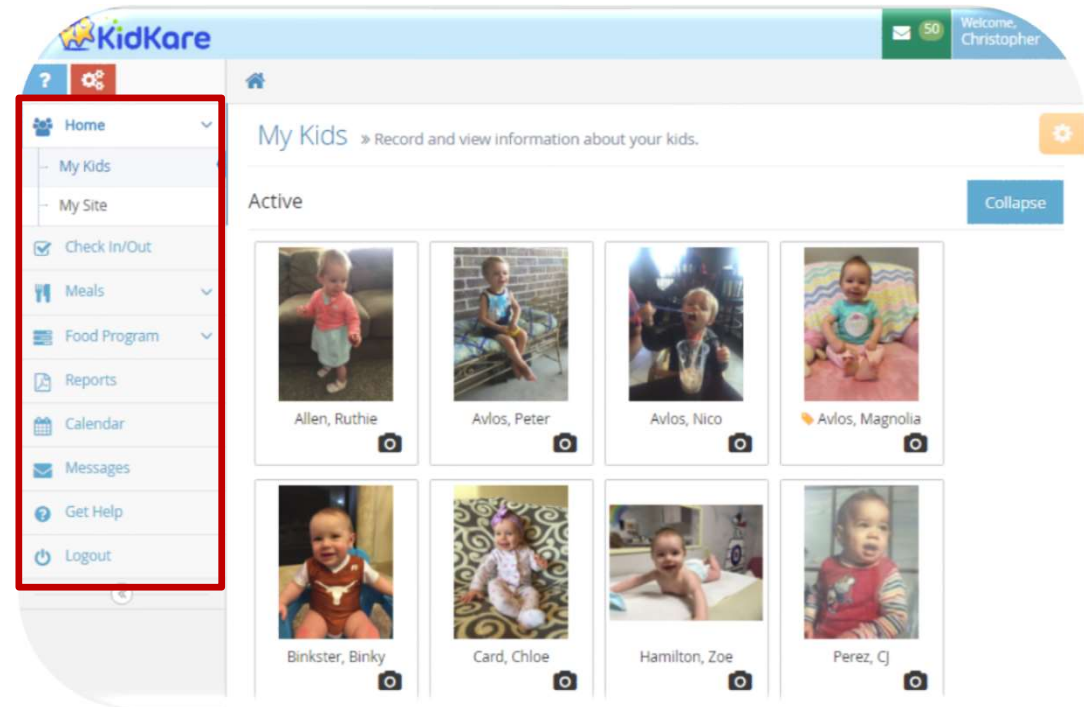 KidKare
50
Welcome,
Christopher
?
Home
My Kids
My Site
Check In/Out
Meals
Food Program
Reports
Calendar
Messages
Get Help
Logout
My Kids » Record and view information about your kids.
Active
Collapse
Allen, Ruthie
Avlos, Peter
Avlos, Nico
Avlos, Magnolia
Binkster, Binky
Card, Chloe
Hamilton, Zoe
Perez, CJ